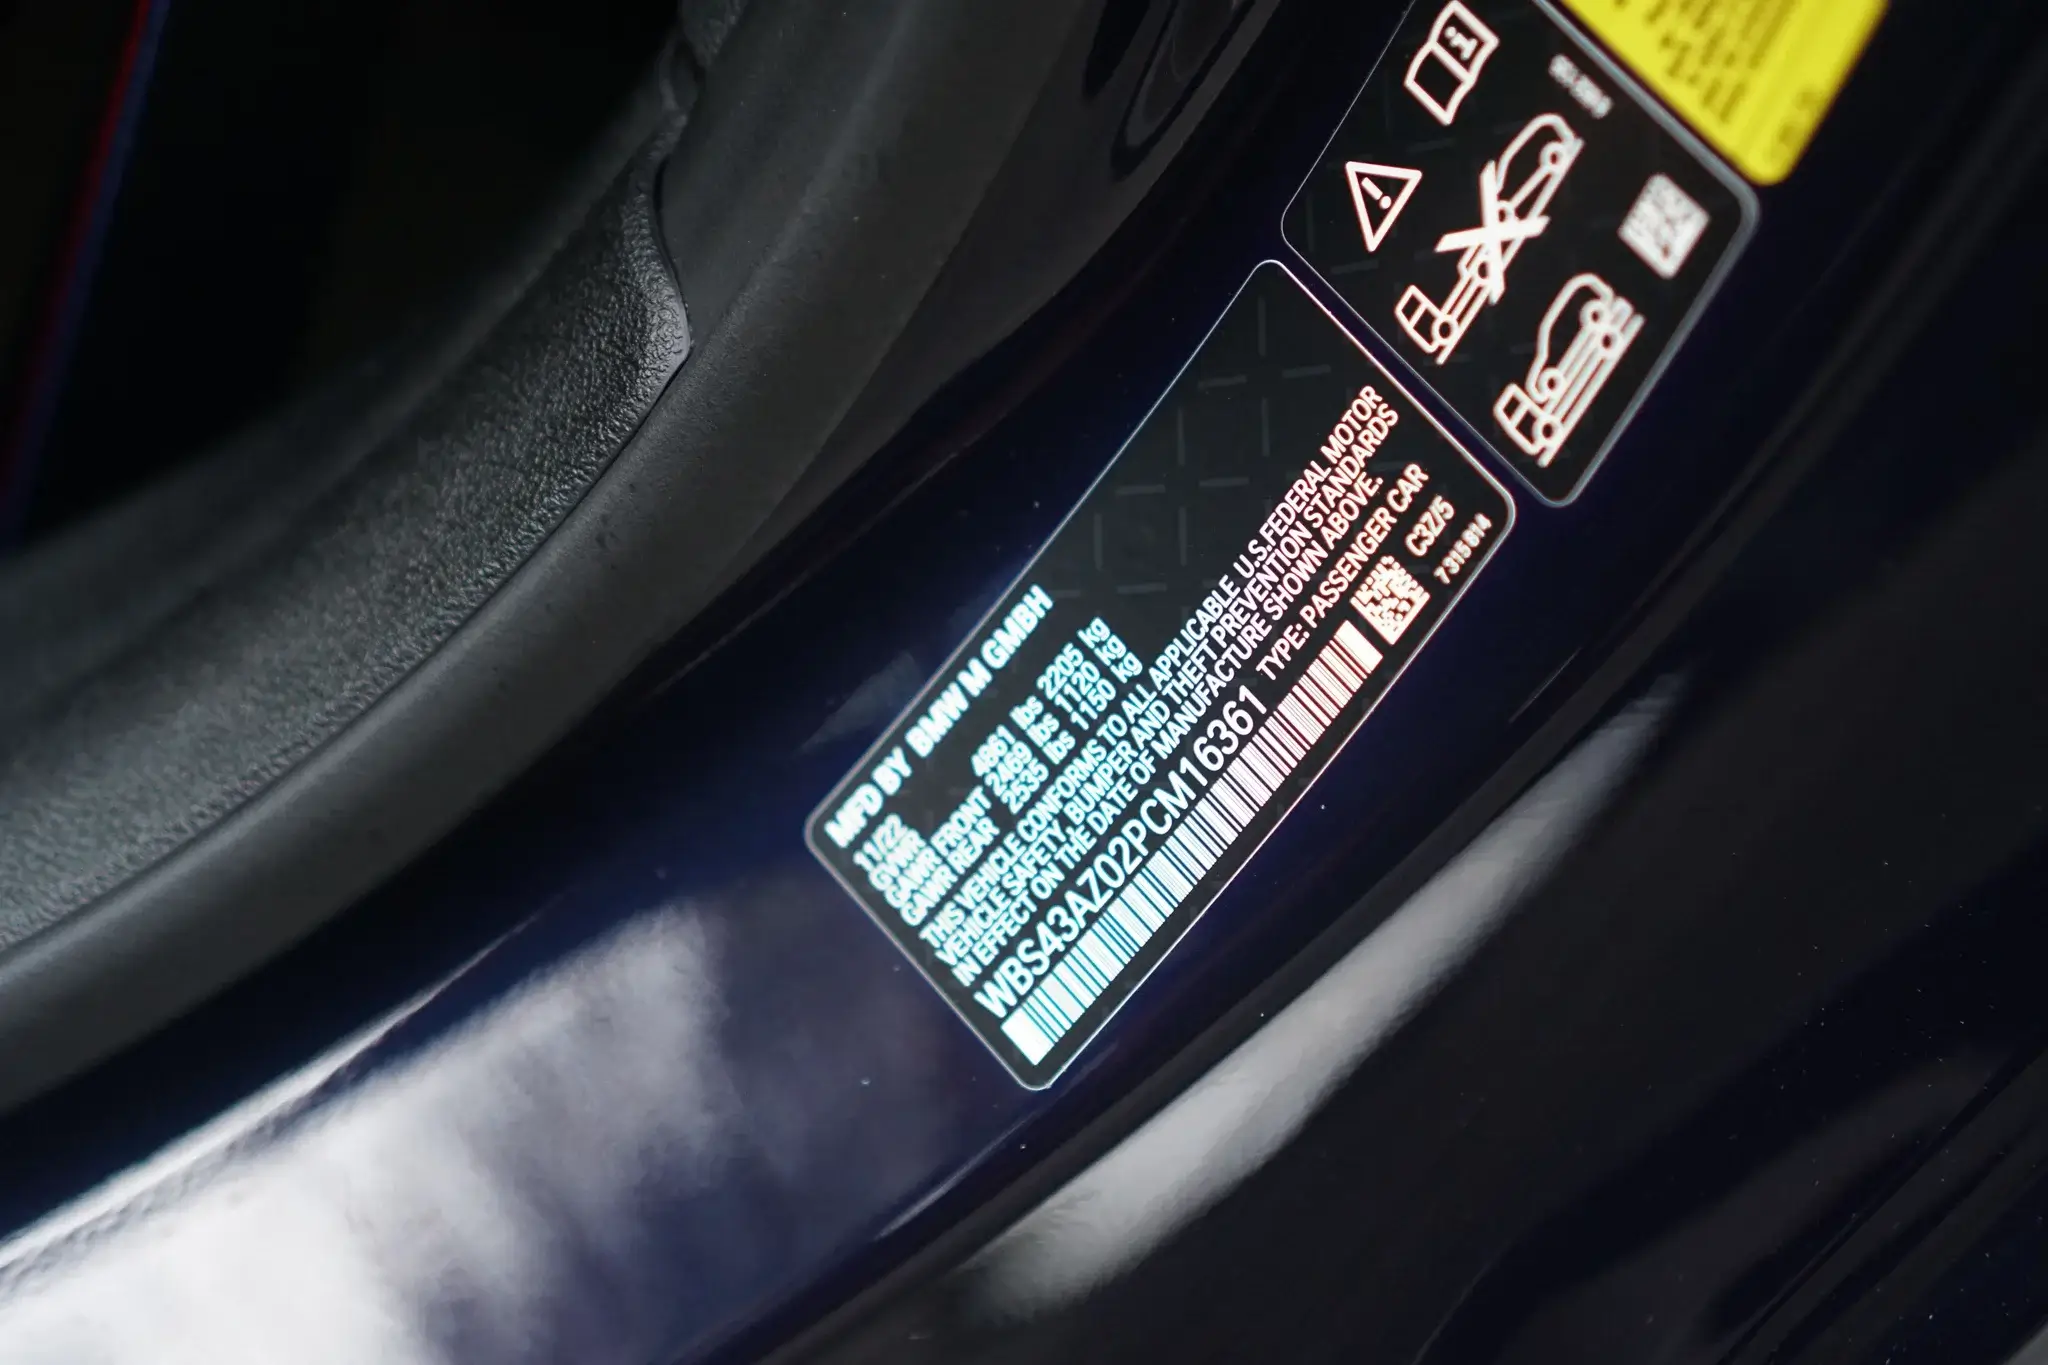 MFD BY BMW M GMBH
11/22
GVWR 4861 lbs 2205 kg
GAWR FRONT 2469 lbs 1120 kg
GAWR REAR 2535 lbs 1150 kg
THIS VEHICLE CONFORMS TO ALL APPLICABLE U.S.FEDERAL MOTOR
VEHICLE SAFETY, BUMPER AND THEFT PREVENTION STANDARDS
IN EFFECT ON THE DATE OF MANUFACTURE SHOWN ABOVE.
WBS43AZ02PCM16361 TYPE: PASSENGER CAR
C3Z/5
7315814